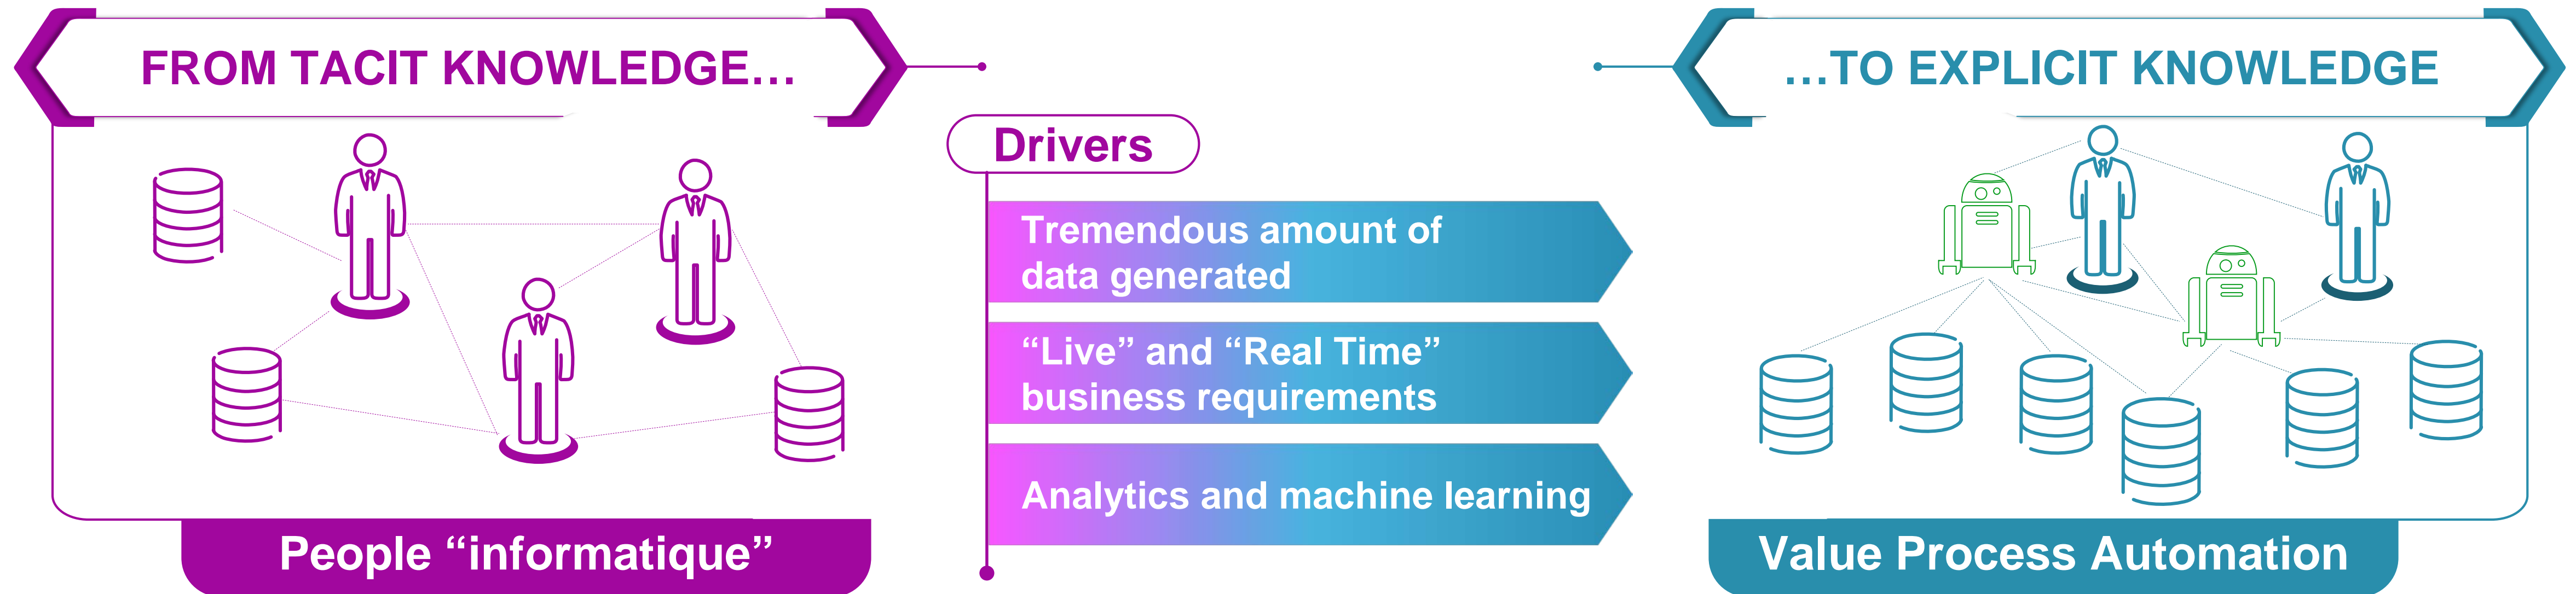 FROM TACIT KNOWLEDGE…
People “informatique”
Drivers
Tremendous amount of
data generated
“Live” and “Real Time”
business requirements
Analytics and machine learning
…TO EXPLICIT KNOWLEDGE
Value Process Automation